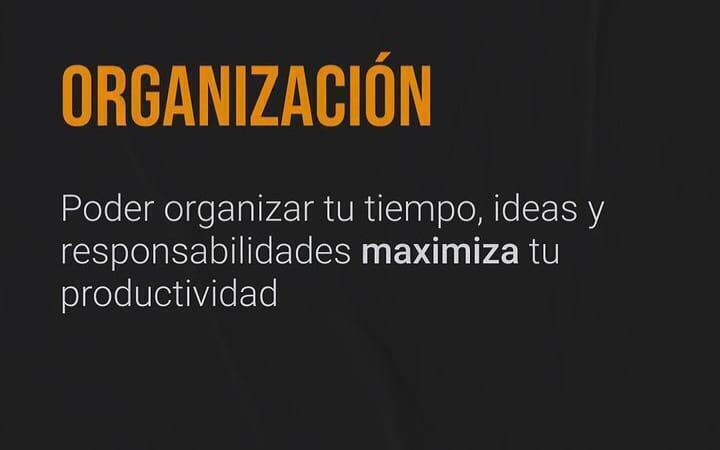 ORGANIZACIÓN
Poder organizar tu tiempo, ideas y
responsabilidades maximiza tu
productividad